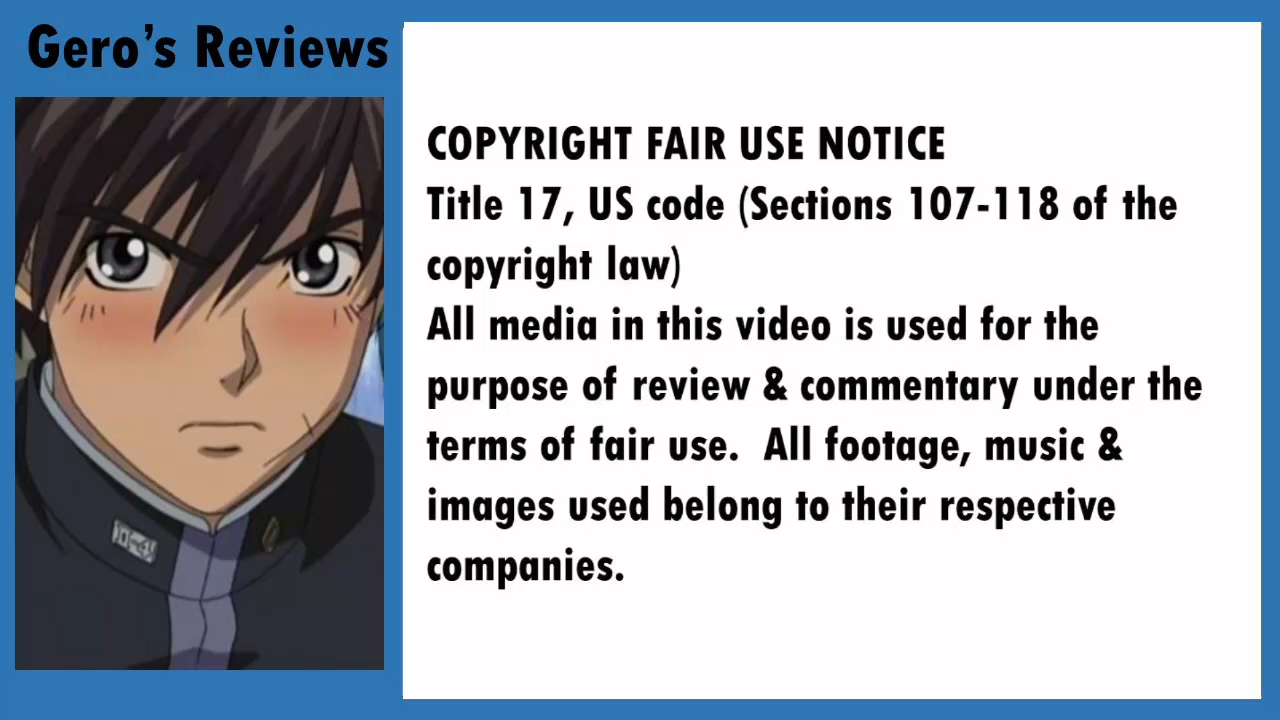 Gero's Reviews
COPYRIGHT FAIR USE NOTICE
Title 17, US code (Sections 107-118 of the
copyright law)
All media in this video is used for the
purpose of review & commentary under the
terms of fair use.  All footage, music &
images used belong to their respective
companies.